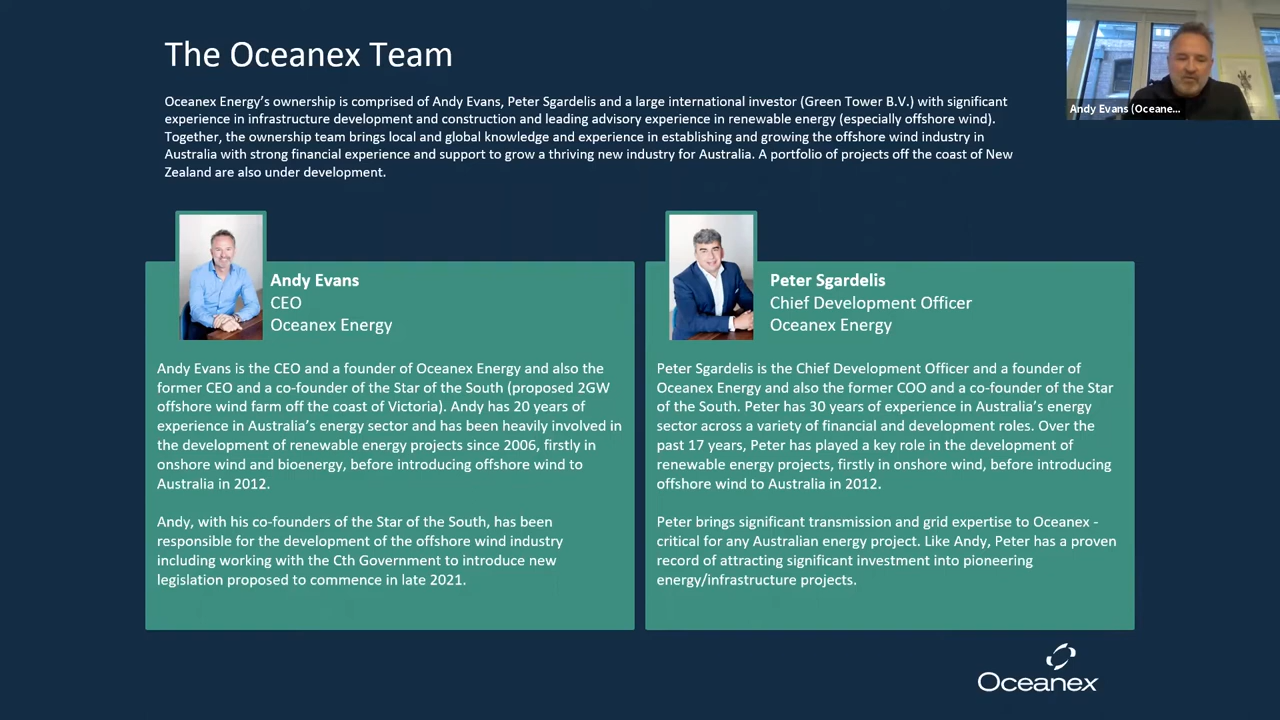 The Oceanex Team
Oceanex Energy's ownership is comprised of Andy Evans, Peter Sgardelis and a large international investor (Green Tower B.V.) with significant
experience in infrastructure development and construction and leading advisory experience in renewable energy (especially offshore wind).
Together, the ownership team brings local and global knowledge and experience in establishing and growing the offshore wind industry in
Australia with strong financial experience and support to grow a thriving new industry for Australia. A portfolio of projects off the coast of New
Zealand are also under development.
Andy Evans (Oceane...
Andy Evans
CEO
Oceanex Energy
Andy Evans is the CEO and a founder of Oceanex Energy and also the
former CEO and a co-founder of the Star of the South (proposed 2GW
offshore wind farm off the coast of Victoria). Andy has 20 years of
experience in Australia's energy sector and has been heavily involved in
the development of renewable energy projects since 2006, firstly in
onshore wind and bioenergy, before introducing offshore wind to
Australia in 2012.
Andy, with his co-founders of the Star of the South, has been
responsible for the development of the offshore wind industry
including working with the Cth Government to introduce new
legislation proposed to commence in late 2021.
Peter Sgardelis
Chief Development Officer
Oceanex Energy
Peter Sgardelis is the Chief Development Officer and a founder of
Oceanex Energy and also the former COO and a co-founder of the Star
of the South. Peter has 30 years of experience in Australia's energy
sector across a variety of financial and development roles. Over the
past 17 years, Peter has played a key role in the development of
renewable energy projects, firstly in onshore wind, before introducing
offshore wind to Australia in 2012.
Peter brings significant transmission and grid expertise to Oceanex -
critical for any Australian energy project. Like Andy, Peter has a proven
record of attracting significant investment into pioneering
energy/infrastructure projects.
Oceanex